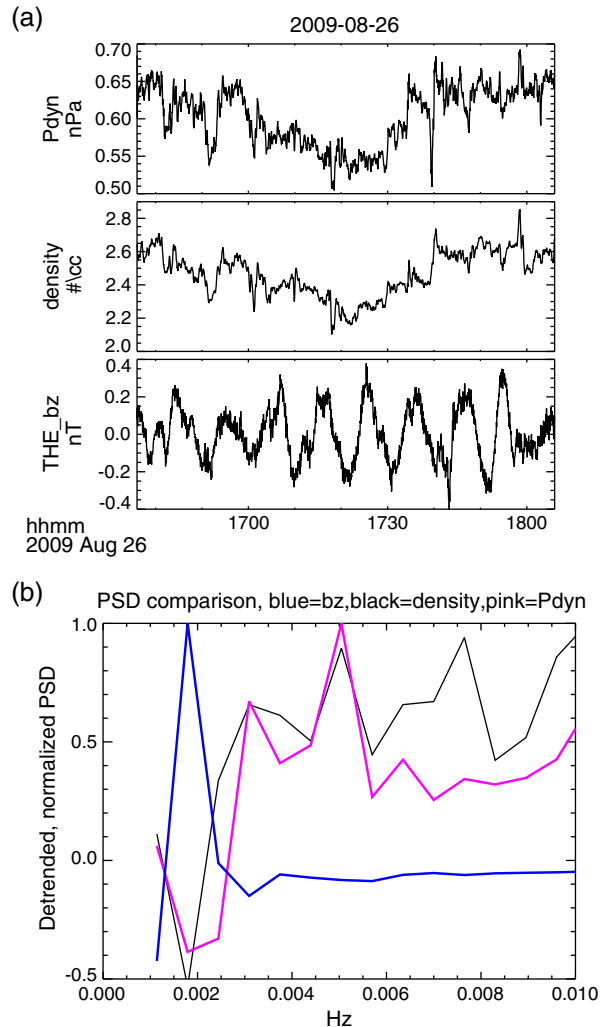 (a)
2009-08-26
Pdyn
nPa
0.70
0.65
0.60
0.55
0.50
density
#\cc
2.8
2.6
2.4
2.2
2.0
THE_bz
nT
0.4
0.2
0.0
-0.2
-0.4
hhmm
2009 Aug 26
1700
1730
1800
(b)
PSD comparison, blue=bz,black=density,pink=Pdyn
Detrended, normalized PSD
1.0
0.5
0.0
-0.5
0.000
0.002
0.004
0.006
0.008
0.010
Hz